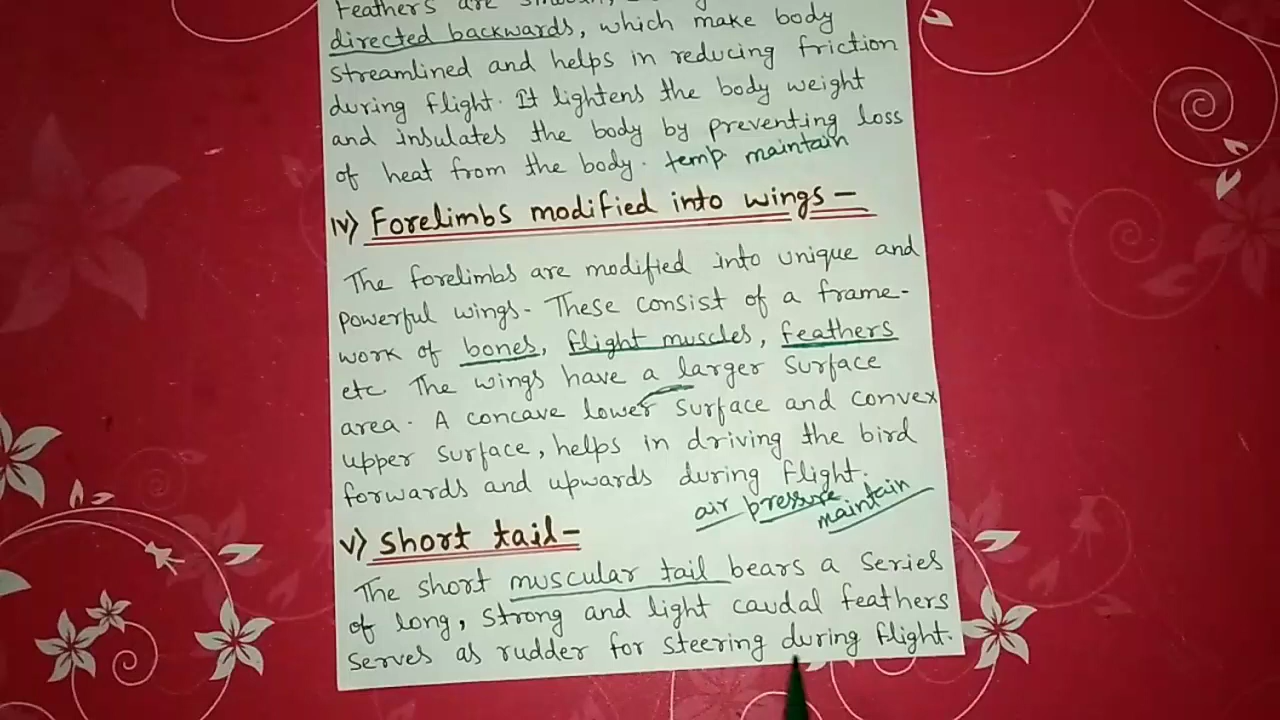 Feathers are
directed backwards, which make body
streamlined and helps in reducing friction
during flight. It lightens the body weight
and insulates the body by preventing loss
of heat from the body. temp. maintain
iv) Forelimbs modified into wings-
The forelimbs are modified into unique and
powerful wings. These consist of a frame-
work of bones, flight muscles, feathers
etc. The wings have a larger surface
area. A concave lower surface and convex
upper surface, helps in driving the bird
forwards and upwards during flight.
air pressure
maintain
v) short tail-
The short muscular tail bears a series
of long, strong and light caudal feathers
serves as rudder for steering during flight.